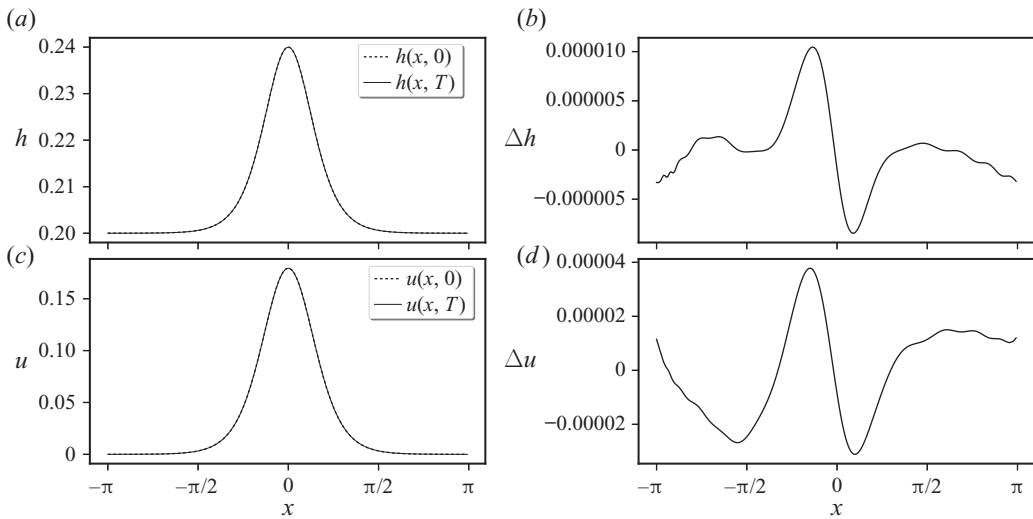 (a)
0.24
0.23
0.22
0.21
0.20
h
h(x, 0)
h(x, T)
(b)
0.000010
0.000005
0
−0.000005
Δh
(c)
0.15
0.10
0.05
0
u
u(x, 0)
u(x, T)
−π −π/2 0 π/2 π
x
(d)
0.00004
0.00002
0
−0.00002
Δu
−π −π/2 0 π/2 π
x